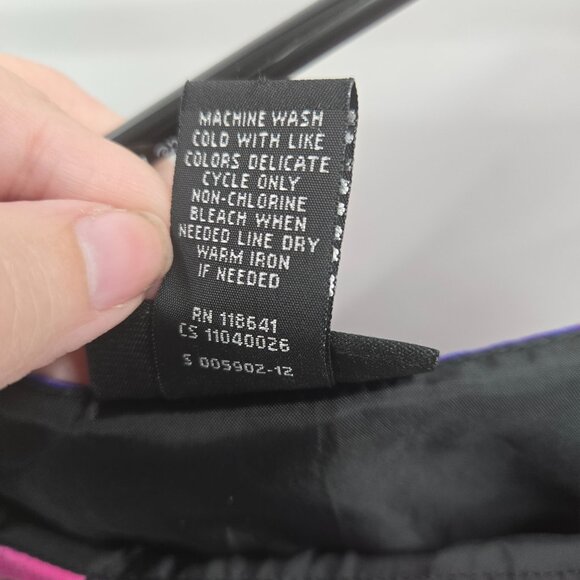 MACHINE WASH
COLD WITH LIKE
COLORS DELICATE
CYCLE ONLY
NON-CHLORINE
BLEACH WHEN
NEEDED LINE DRY
WARM IRON
IF NEEDED
RN 118641
CS 11040026
S 005902-12